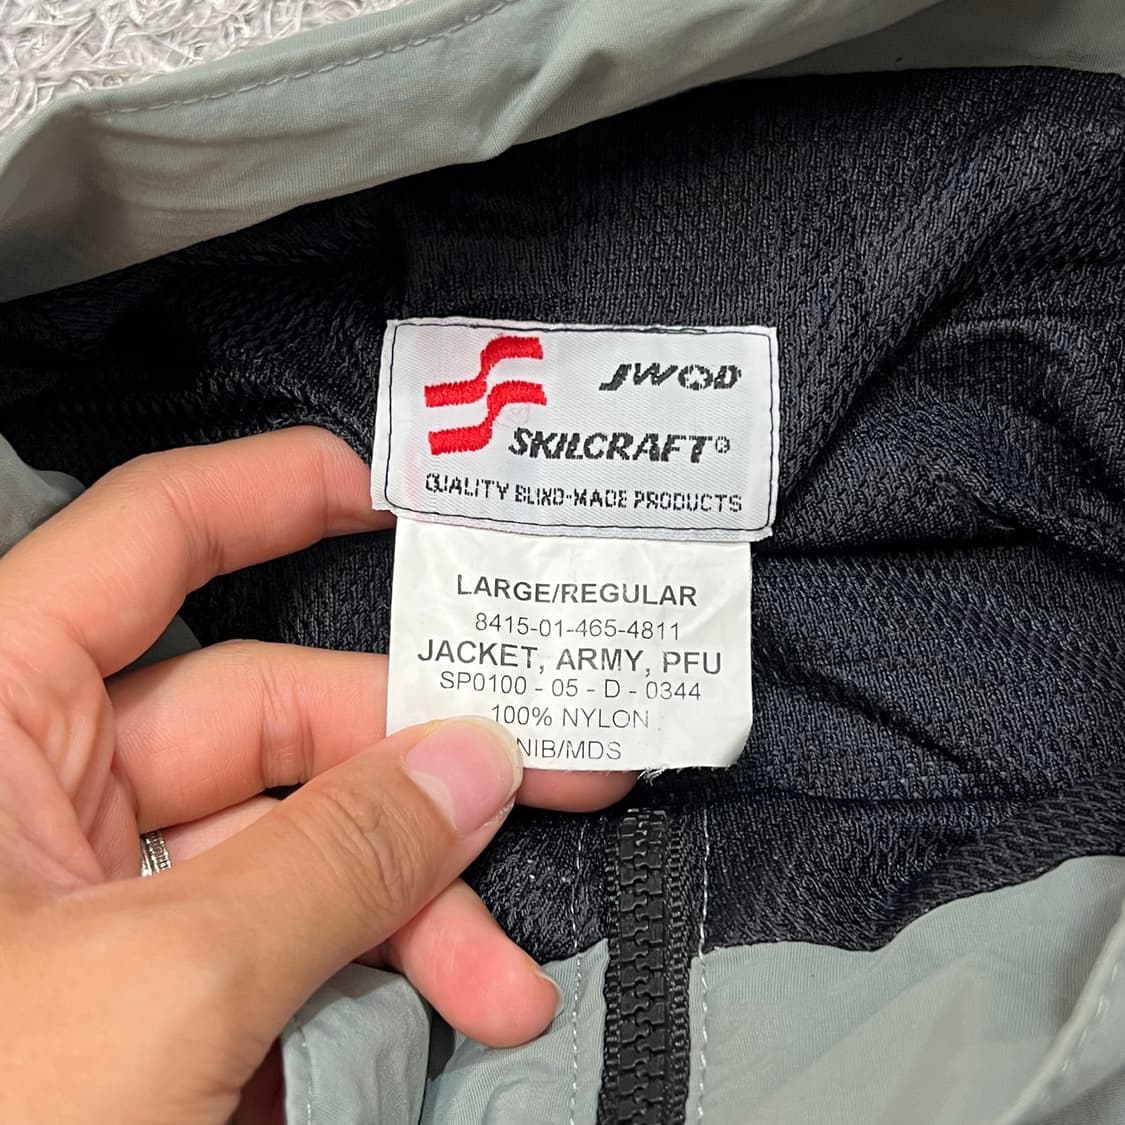 JWOD
SKILCRAFT®
QUALITY BLIND-MADE PRODUCTS
LARGE/REGULAR
8415-01-465-4811
JACKET, ARMY, PFU
SP0100 - 05 - D - 0344
100% NYLON
NIB/MDS